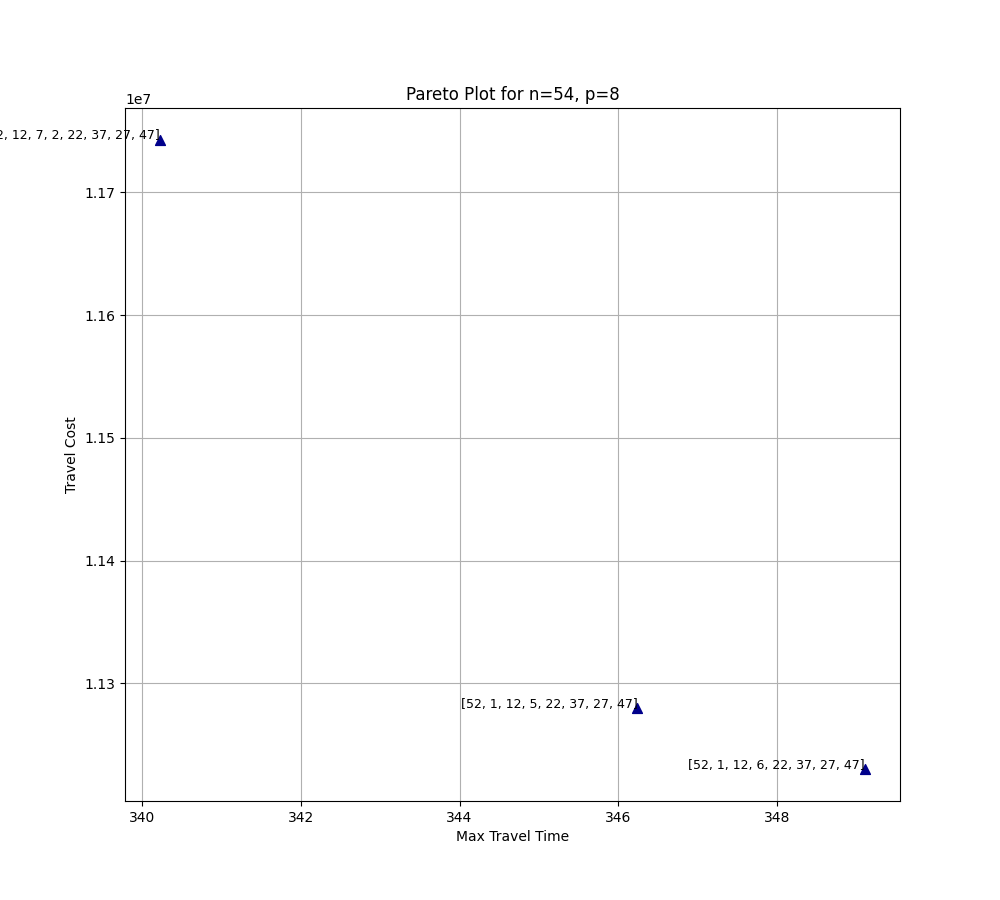 Pareto Plot for n=54, p=8
1e7
2, 12, 7, 2, 22, 37, 27, 47]
1.17
1.16
1.15
1.14
1.13
Travel Cost
[52, 1, 12, 5, 22, 37, 27, 47]
[52, 1, 12, 6, 22, 37, 27, 47]
340 342 344 346 348
Max Travel Time